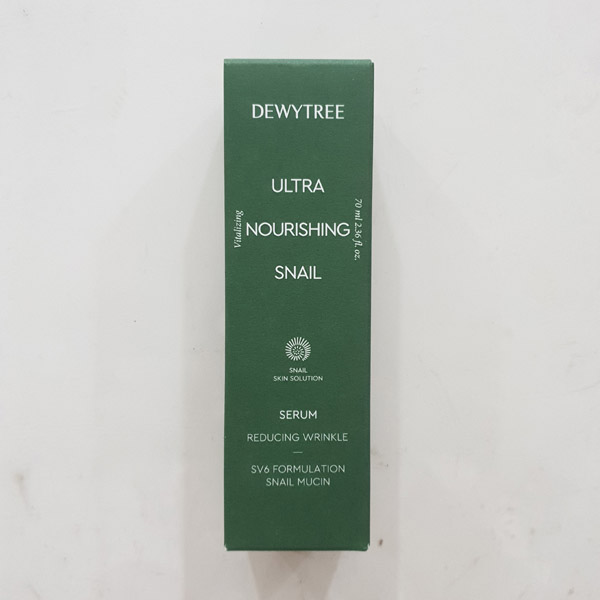 DEWYTREE
ULTRA
Vitalizing
NOURISHING
70 ml 2.36 fl. oz.
SNAIL
SNAIL
SKIN SOLUTION
SERUM
REDUCING WRINKLE
SV6 FORMULATION
SNAIL MUCIN